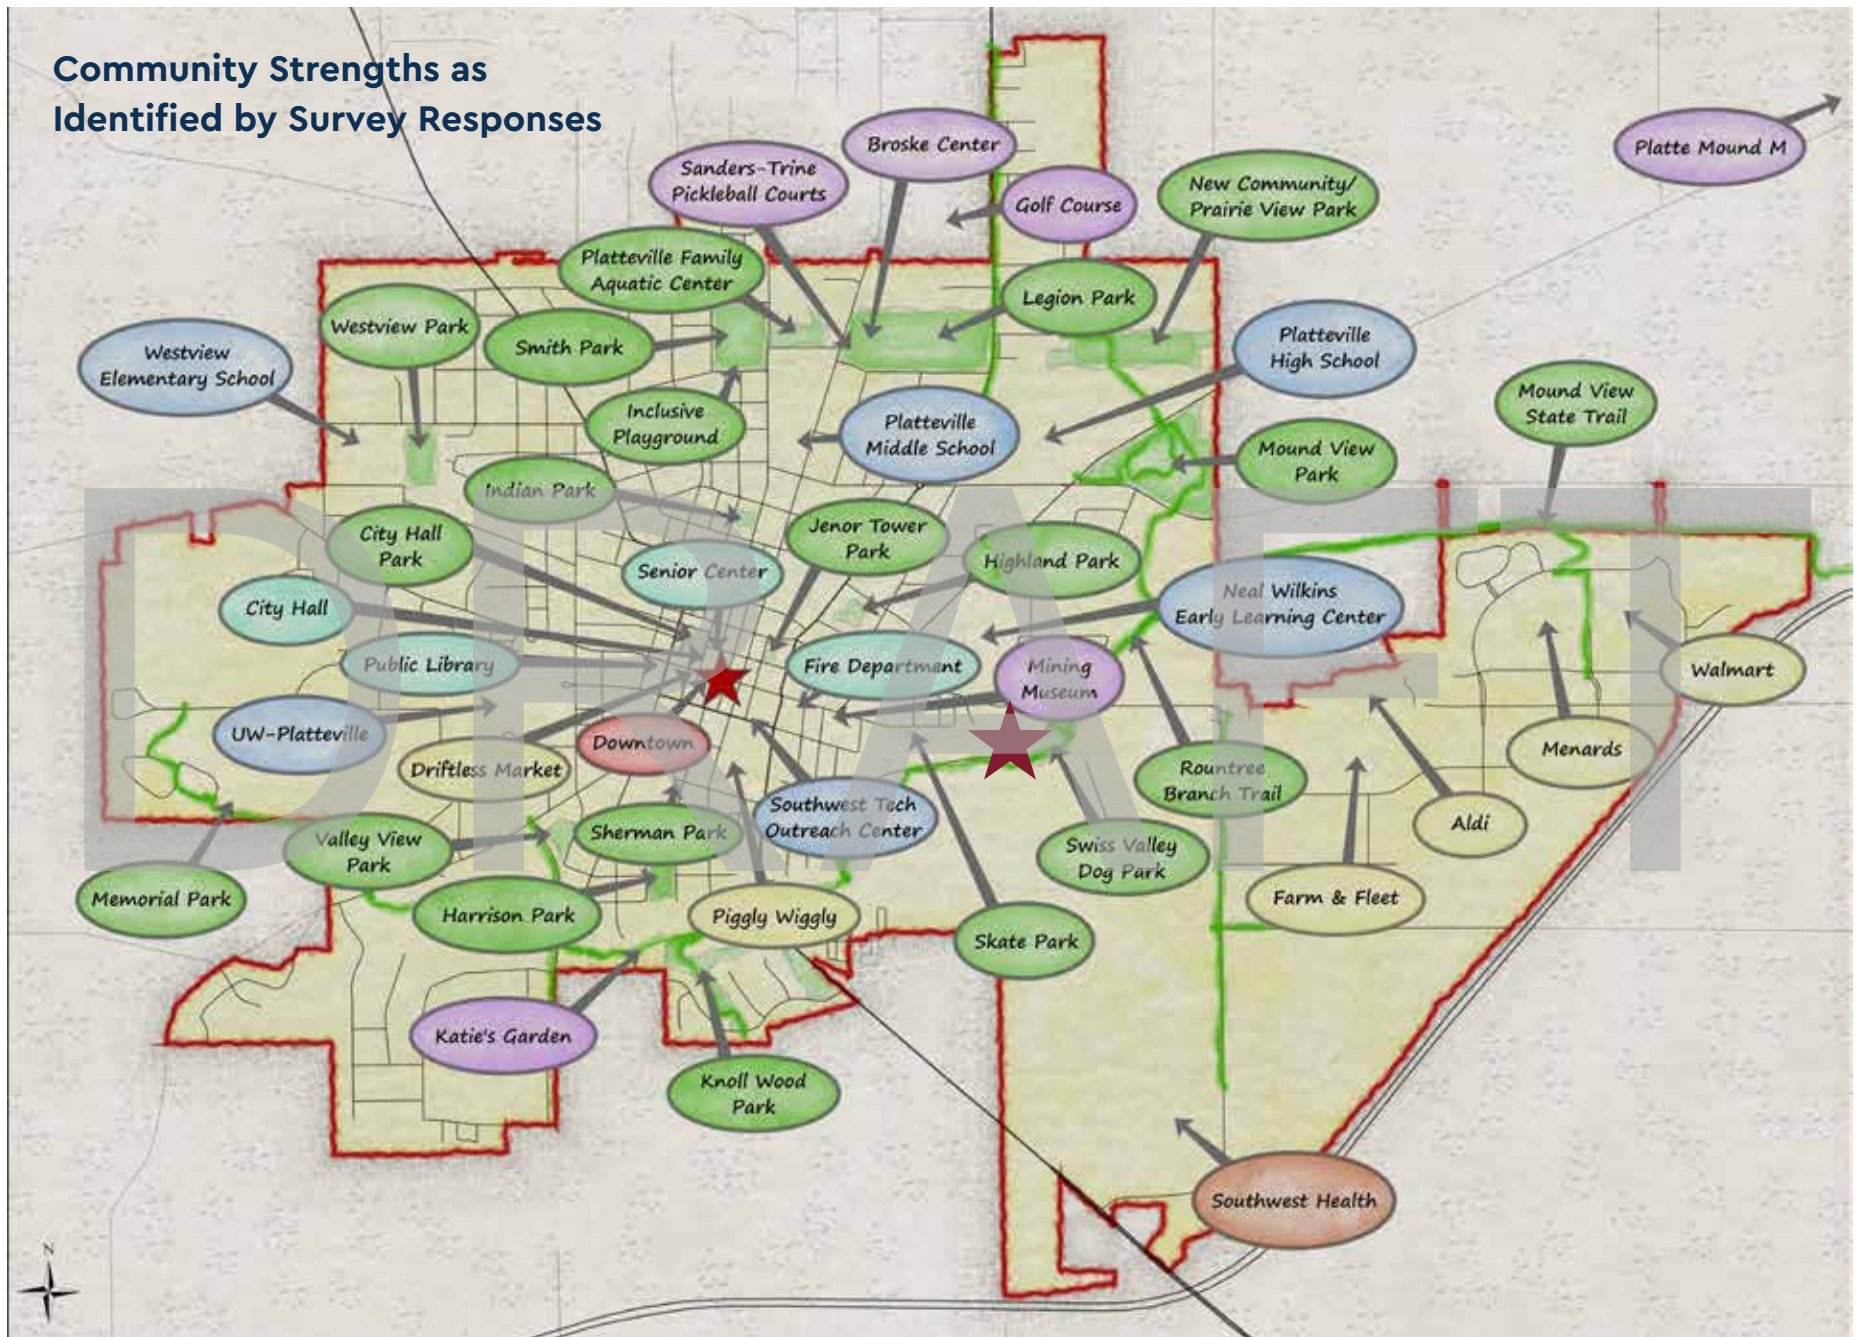 Community Strengths as
Identified by Survey Responses
Broske Center
Platte Mound M
Sanders-Trine
Pickleball Courts
Golf Course
New Community/
Prairie View Park
Platteville Family
Aquatic Center
Legion Park
Westview Park
Smith Park
Westview
Elementary School
Platteville
High School
Inclusive
Playground
Platteville
Middle School
Mound View
State Trail
Mound View
Park
Indian Park
City Hall
Park
Jenor Tower
Park
Highland Park
Senior Center
City Hall
Neal Wilkins
Early Learning Center
Public Library
Fire Department
Mining
Museum
Walmart
UW-Platteville
Downtown
Driftless Market
Menards
Rountree
Branch Trail
Southwest Tech
Outreach Center
Aldi
Valley View
Park
Sherman Park
Swiss Valley
Dog Park
Memorial Park
Harrison Park
Piggly Wiggly
Farm & Fleet
Skate Park
Katie's Garden
Knoll Wood
Park
Southwest Health
N
DRAFT